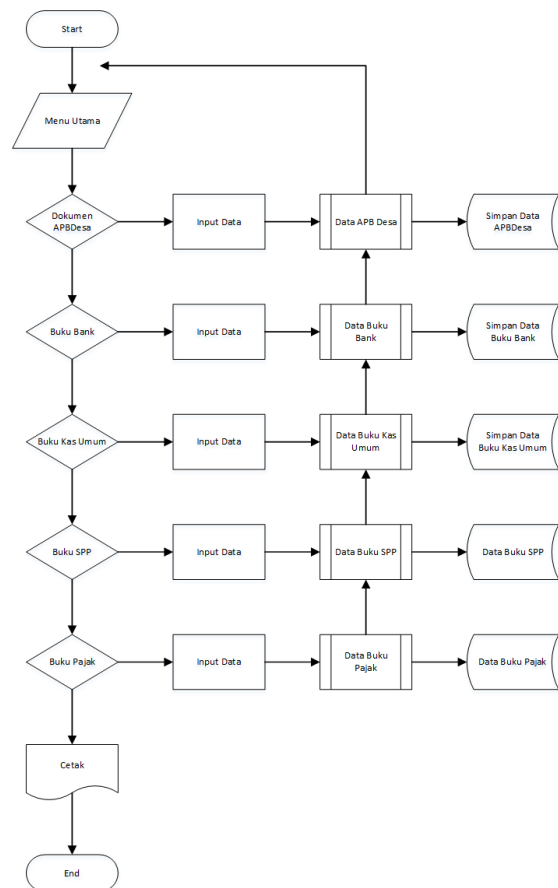 Start
Menu Utama
Dokumen
APBDesa
Input Data
Data APB Desa
Simpan Data
APBDesa
Buku Bank
Input Data
Data Buku
Bank
Simpan Data
Buku Bank
Buku Kas Umum
Input Data
Data Buku Kas
Umum
Simpan Data
Buku Kas Umum
Buku SPP
Input Data
Data Buku SPP
Data Buku SPP
Buku Pajak
Input Data
Data Buku
Pajak
Data Buku Pajak
Cetak
End